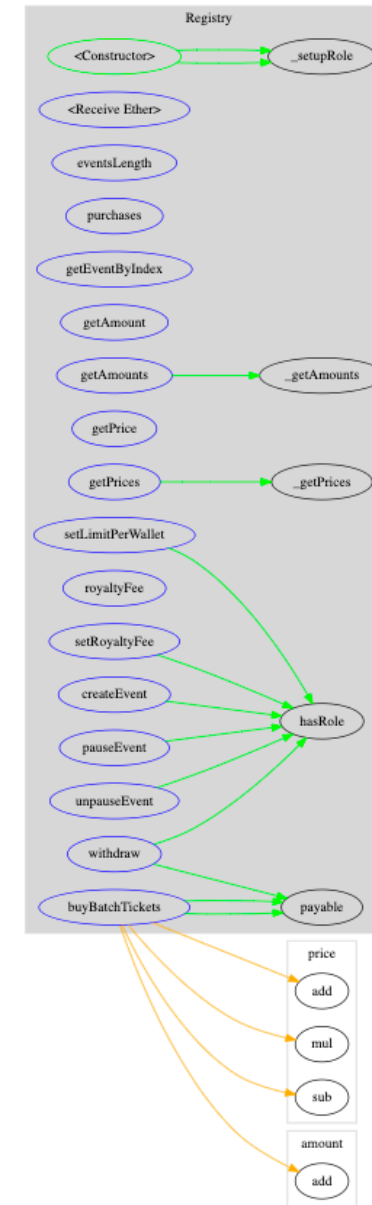 Registry
<Constructor>
_setupRole
<Receive Ether>
eventsLength
purchases
getEventByIndex
getAmount
getAmounts
_getAmounts
getPrice
getPrices
_getPrices
setLimitPerWallet
royaltyFee
setRoyaltyFee
createEvent
hasRole
pauseEvent
unpauseEvent
withdraw
buyBatchTickets
payable
price
add
mul
sub
amount
add